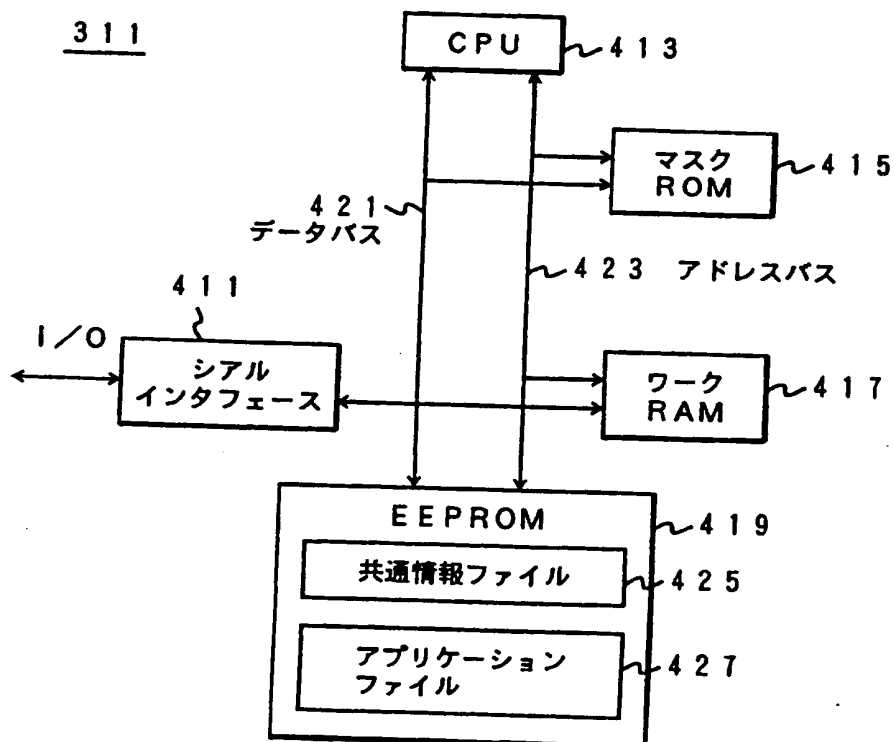 311
CPU
413
マスク
ROM
415
421
データバス
423 アドレスバス
411
I/O
シアル
インタフェース
ワーク
RAM
417
EEPROM
419
共通情報ファイル
425
アプリケーション
ファイル
427